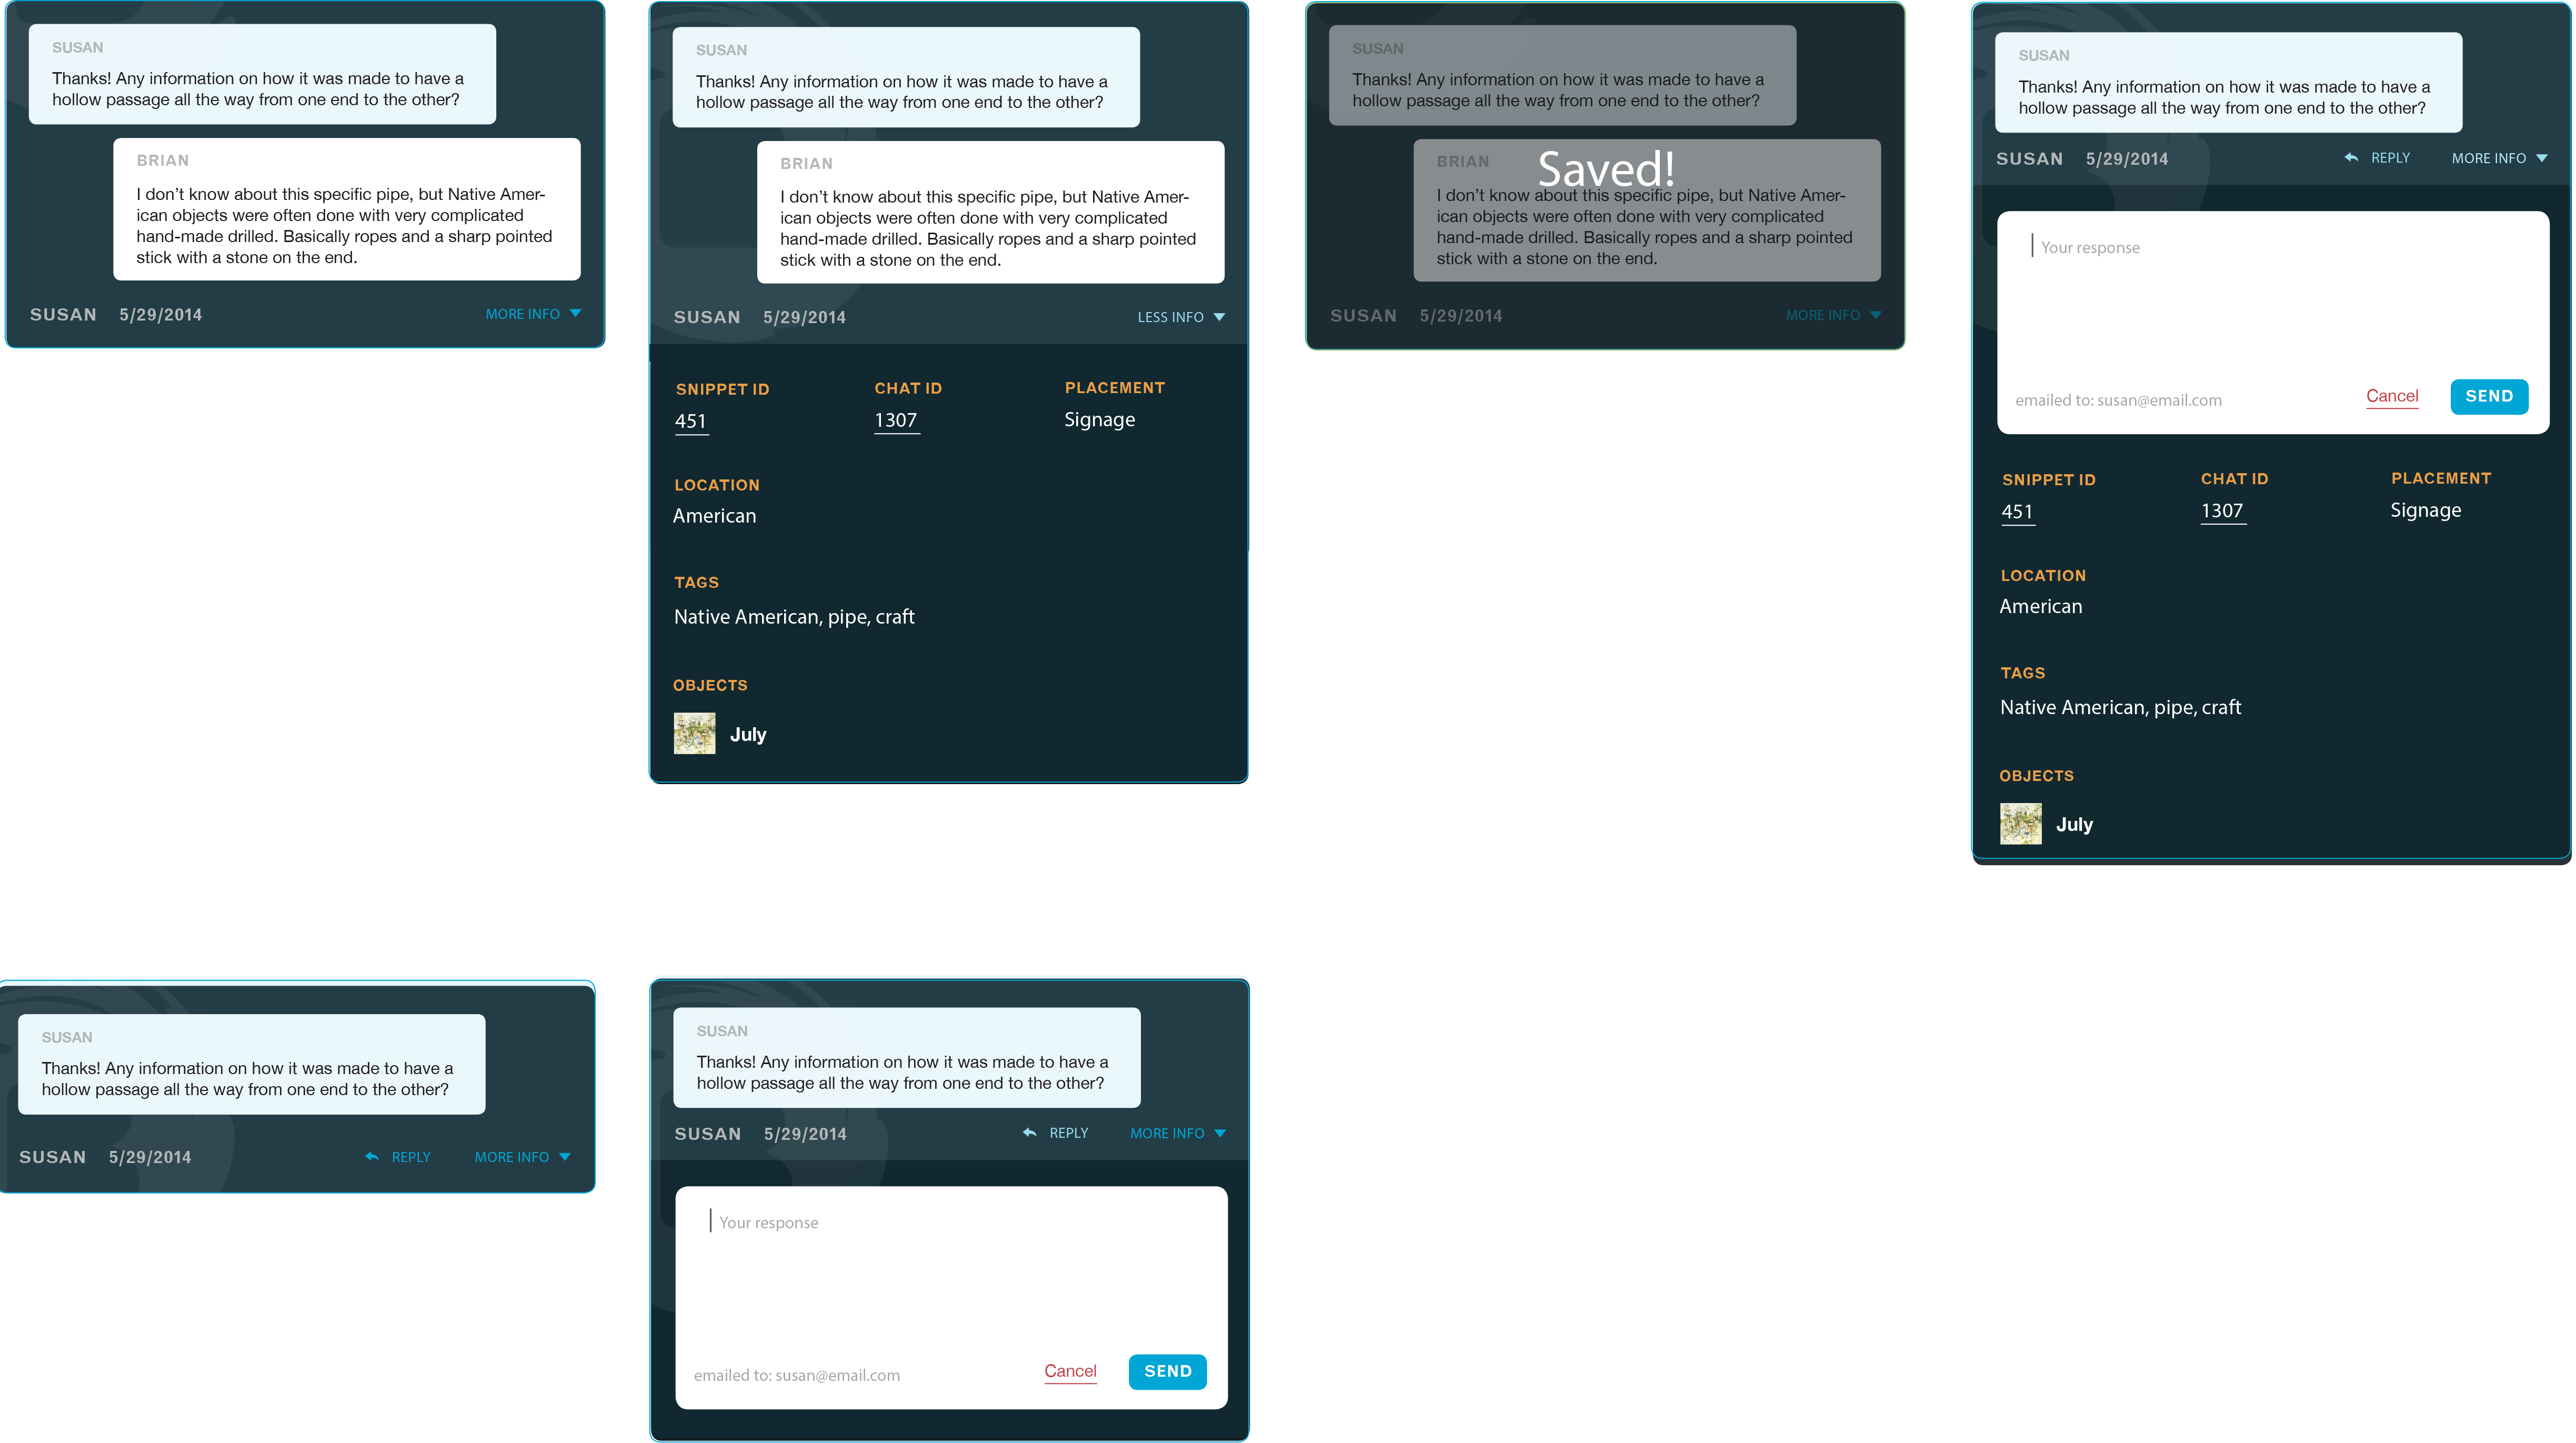 SUSAN
Thanks! Any information on how it was made to have a
hollow passage all the way from one end to the other?
BRIAN
I don’t know about this specific pipe, but Native Amer-
ican objects were often done with very complicated
hand-made drilled. Basically ropes and a sharp pointed
stick with a stone on the end.
SUSAN 5/29/2014 MORE INFO
SUSAN
Thanks! Any information on how it was made to have a
hollow passage all the way from one end to the other?
BRIAN
I don’t know about this specific pipe, but Native Amer-
ican objects were often done with very complicated
hand-made drilled. Basically ropes and a sharp pointed
stick with a stone on the end.
SUSAN 5/29/2014 LESS INFO
SNIPPET ID CHAT ID PLACEMENT
451 1307 Signage
LOCATION
American
TAGS
Native American, pipe, craft
OBJECTS
July
SUSAN
Thanks! Any information on how it was made to have a
hollow passage all the way from one end to the other?
BRIAN
Saved!
I don’t know about this specific pipe, but Native Amer-
ican objects were often done with very complicated
hand-made drilled. Basically ropes and a sharp pointed
stick with a stone on the end.
SUSAN 5/29/2014 MORE INFO
SUSAN
Thanks! Any information on how it was made to have a
hollow passage all the way from one end to the other?
SUSAN 5/29/2014 REPLY MORE INFO
Your response
emailed to: susan@email.com Cancel SEND
SNIPPET ID CHAT ID PLACEMENT
451 1307 Signage
LOCATION
American
TAGS
Native American, pipe, craft
OBJECTS
July
SUSAN
Thanks! Any information on how it was made to have a
hollow passage all the way from one end to the other?
SUSAN 5/29/2014 REPLY MORE INFO
SUSAN
Thanks! Any information on how it was made to have a
hollow passage all the way from one end to the other?
SUSAN 5/29/2014 REPLY MORE INFO
Your response
emailed to: susan@email.com Cancel SEND